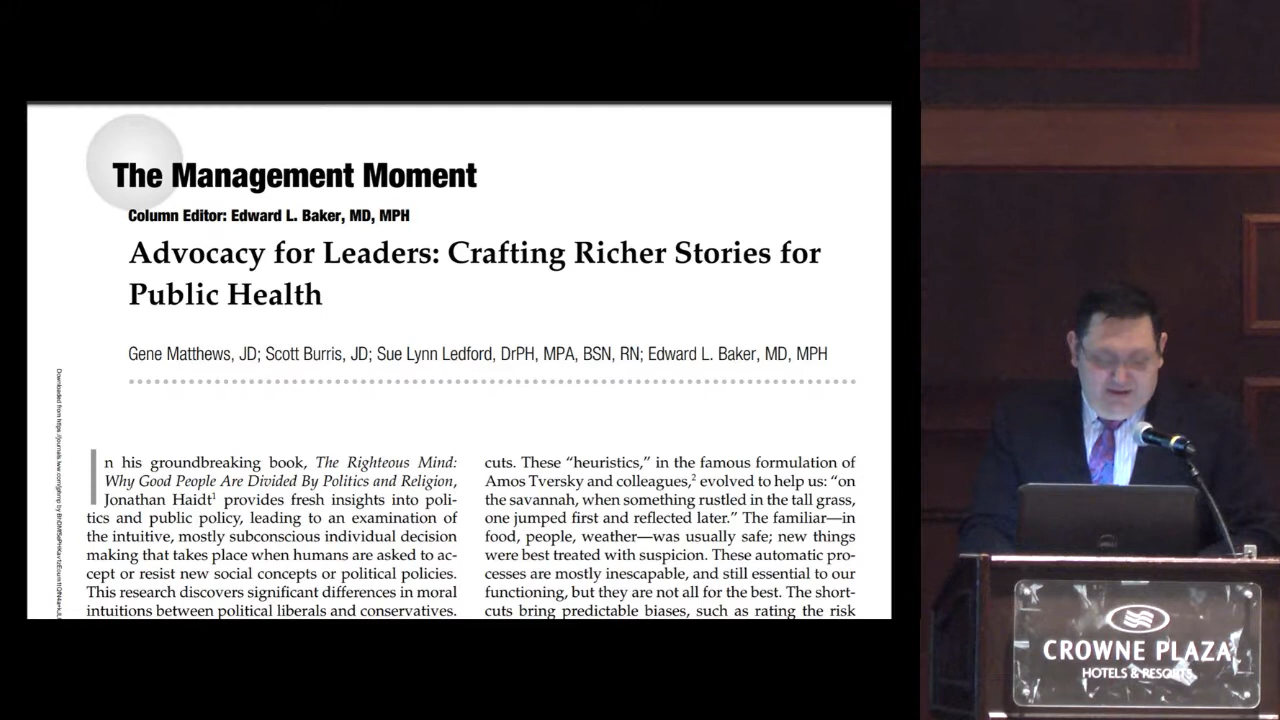 The Management Moment
Column Editor: Edward L. Baker, MD, MPH
Advocacy for Leaders: Crafting Richer Stories for
Public Health
Gene Matthews, JD; Scott Burris, JD; Sue Lynn Ledford, DrPH, MPA, BSN, RN; Edward L. Baker, MD, MPH
In his groundbreaking book, The Righteous Mind:
Why Good People Are Divided By Politics and Religion,
Jonathan Haidt1 provides fresh insights into poli-
tics and public policy, leading to an examination of
the intuitive, mostly subconscious individual decision
making that takes place when humans are asked to ac-
cept or resist new social concepts or political policies.
This research discovers significant differences in moral
intuitions between political liberals and conservatives.
cuts. These “heuristics,” in the famous formulation of
Amos Tversky and colleagues,2 evolved to help us: “on
the savannah, when something rustled in the tall grass,
one jumped first and reflected later.” The familiar—in
food, people, weather—was usually safe; new things
were best treated with suspicion. These automatic pro-
cesses are mostly inescapable, and still essential to our
functioning, but they are not all for the best. The short-
cuts bring predictable biases, such as rating the risk
Downloaded from https://journals.lww.com/jphmp by
CROWNE PLAZA
HOTELS & RESORTS